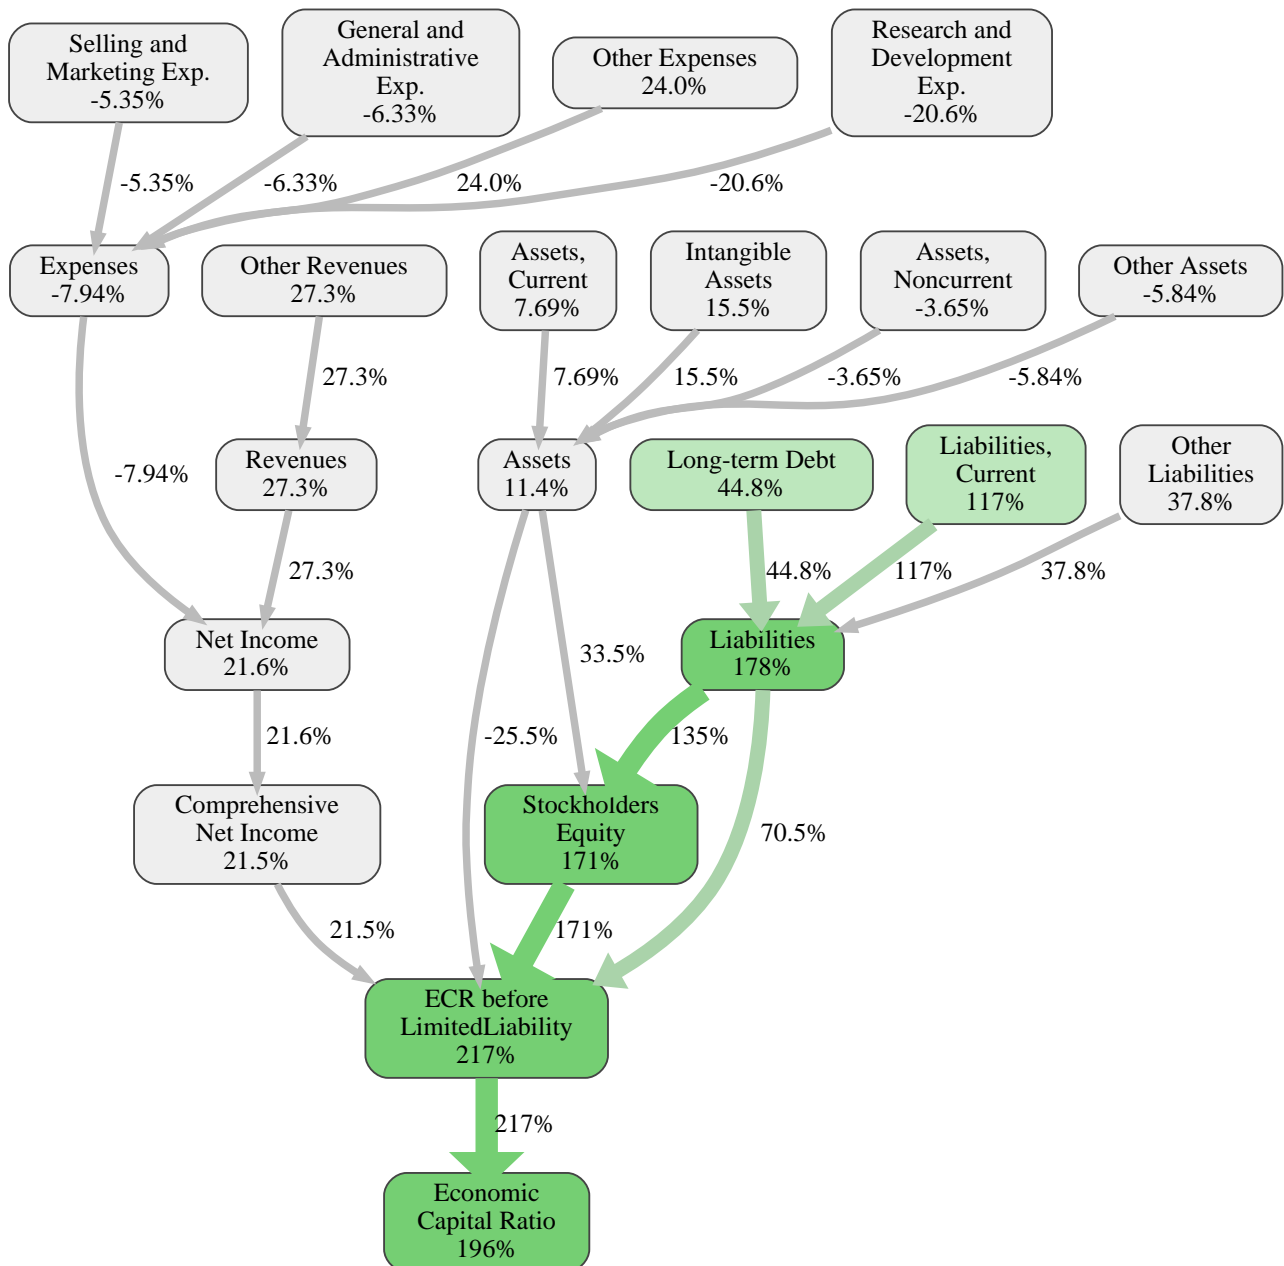 Selling and
Marketing Exp.
-5.35%
General and
Administrative
Exp.
-6.33%
Other Expenses
24.0%
Research and
Development
Exp.
-20.6%
-5.35%
-6.33%
24.0%
-20.6%
Expenses
-7.94%
Other Revenues
27.3%
Assets,
Current
7.69%
Intangible
Assets
15.5%
Assets,
Noncurrent
-3.65%
Other Assets
-5.84%
27.3%
7.69%
15.5%
-3.65%
-5.84%
-7.94%
Revenues
27.3%
Assets
11.4%
Long-term Debt
44.8%
Liabilities,
Current
117%
Other
Liabilities
37.8%
27.3%
44.8%
117%
37.8%
Net Income
21.6%
33.5%
Liabilities
178%
21.6%
-25.5%
135%
Comprehensive
Net Income
21.5%
Stockholders
Equity
171%
70.5%
21.5%
171%
ECR before
LimitedLiability
217%
217%
Economic
Capital Ratio
196%